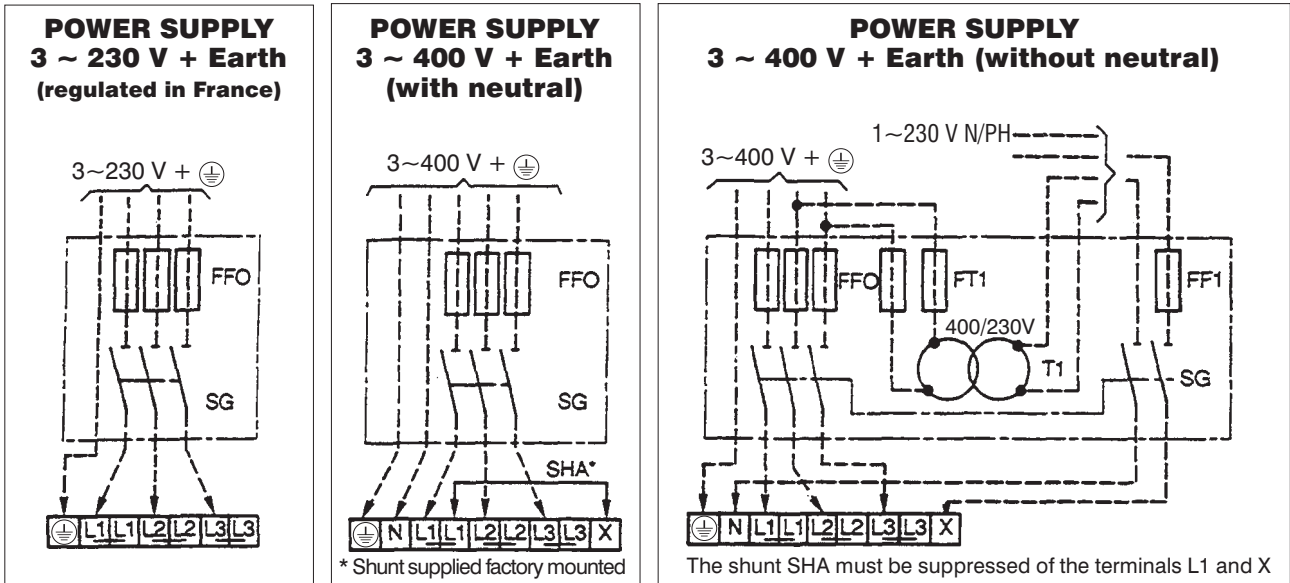 POWER SUPPLY
3 ~ 230 V + Earth
(regulated in France)
3~230 V +
FFO
SG
L1 L1 L2 L2 L3 L3
POWER SUPPLY
3 ~ 400 V + Earth
(with neutral)
3~400 V +
FFO
SG
SHA*
N L1 L1 L2 L2 L3 L3 X
* Shunt supplied factory mounted
POWER SUPPLY
3 ~ 400 V + Earth (without neutral)
1~230 V N/PH
3~400 V +
FFO FT1 FF1
400/230V
T1
SG
N L1 L1 L2 L2 L3 L3 X
The shunt SHA must be suppressed of the terminals L1 and X